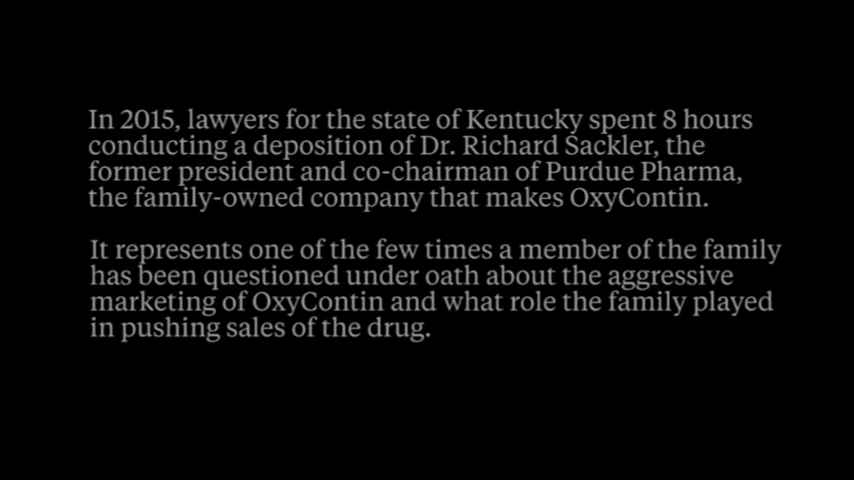 In 2015, lawyers for the state of Kentucky spent 8 hours
conducting a deposition of Dr. Richard Sackler, the
former president and co-chairman of Purdue Pharma,
the family-owned company that makes OxyContin.
It represents one of the few times a member of the family
has been questioned under oath about the aggressive
marketing of OxyContin and what role the family played
in pushing sales of the drug.